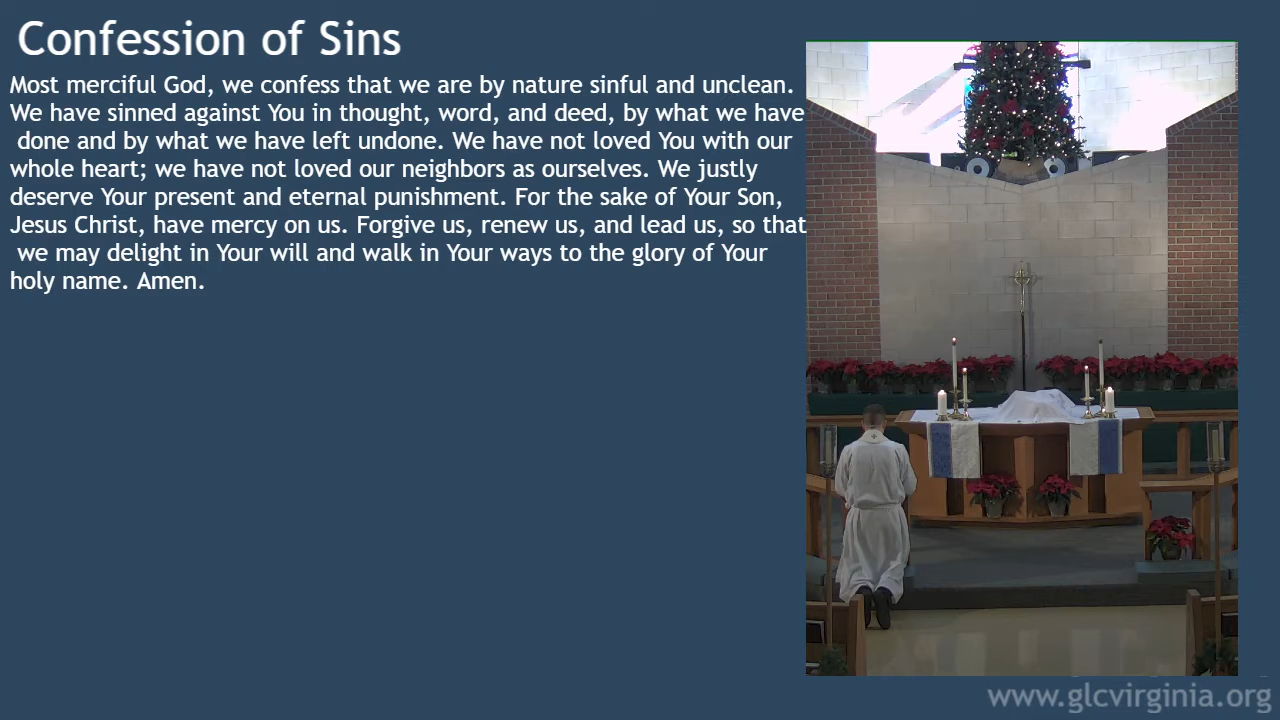 Confession of Sins
Most merciful God, we confess that we are by nature sinful and unclean.
We have sinned against You in thought, word, and deed, by what we have
done and by what we have left undone. We have not loved You with our
whole heart; we have not loved our neighbors as ourselves. We justly
deserve Your present and eternal punishment. For the sake of Your Son,
Jesus Christ, have mercy on us. Forgive us, renew us, and lead us, so that
we may delight in Your will and walk in Your ways to the glory of Your
holy name. Amen.
www.glcvirginia.org